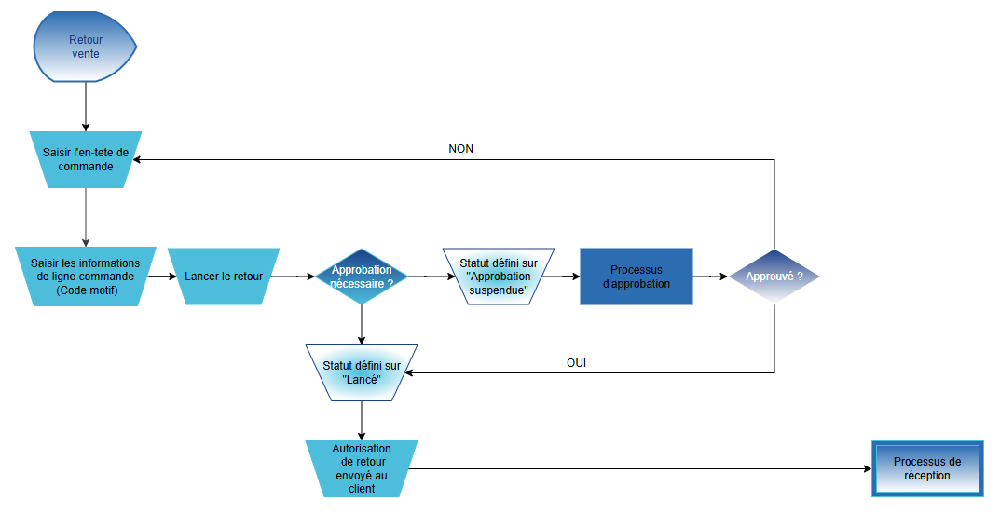 Retour
vente
Saisir l'en-tete de
commande
NON
Saisir les informations
de ligne commande
(Code motif)
Lancer le retour
Approbation
nécessaire ?
Statut défini sur
"Approbation
suspendue"
Processus
d'approbation
Approuvé ?
Statut défini sur
"Lancé"
OUI
Autorisation
de retour
envoyé au
client
Processus de
réception